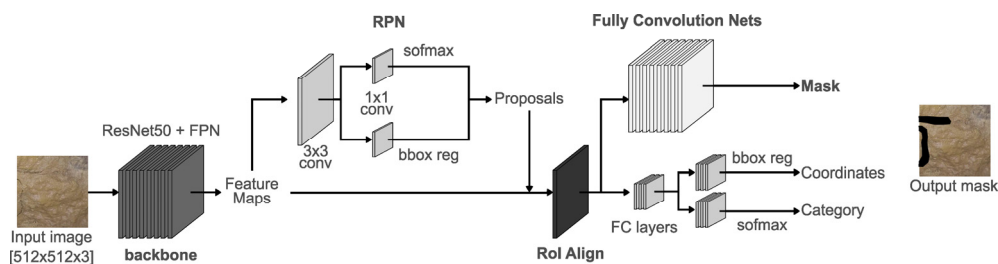 RPN
Fully Convolution Nets
sofmax
1x1
conv
Proposals
Mask
ResNet50 + FPN
3x3
conv
bbox reg
bbox reg
Feature
Maps
Coordinates
Output mask
Input image
[512x512x3]
backbone
RoI Align
FC layers
sofmax
Category